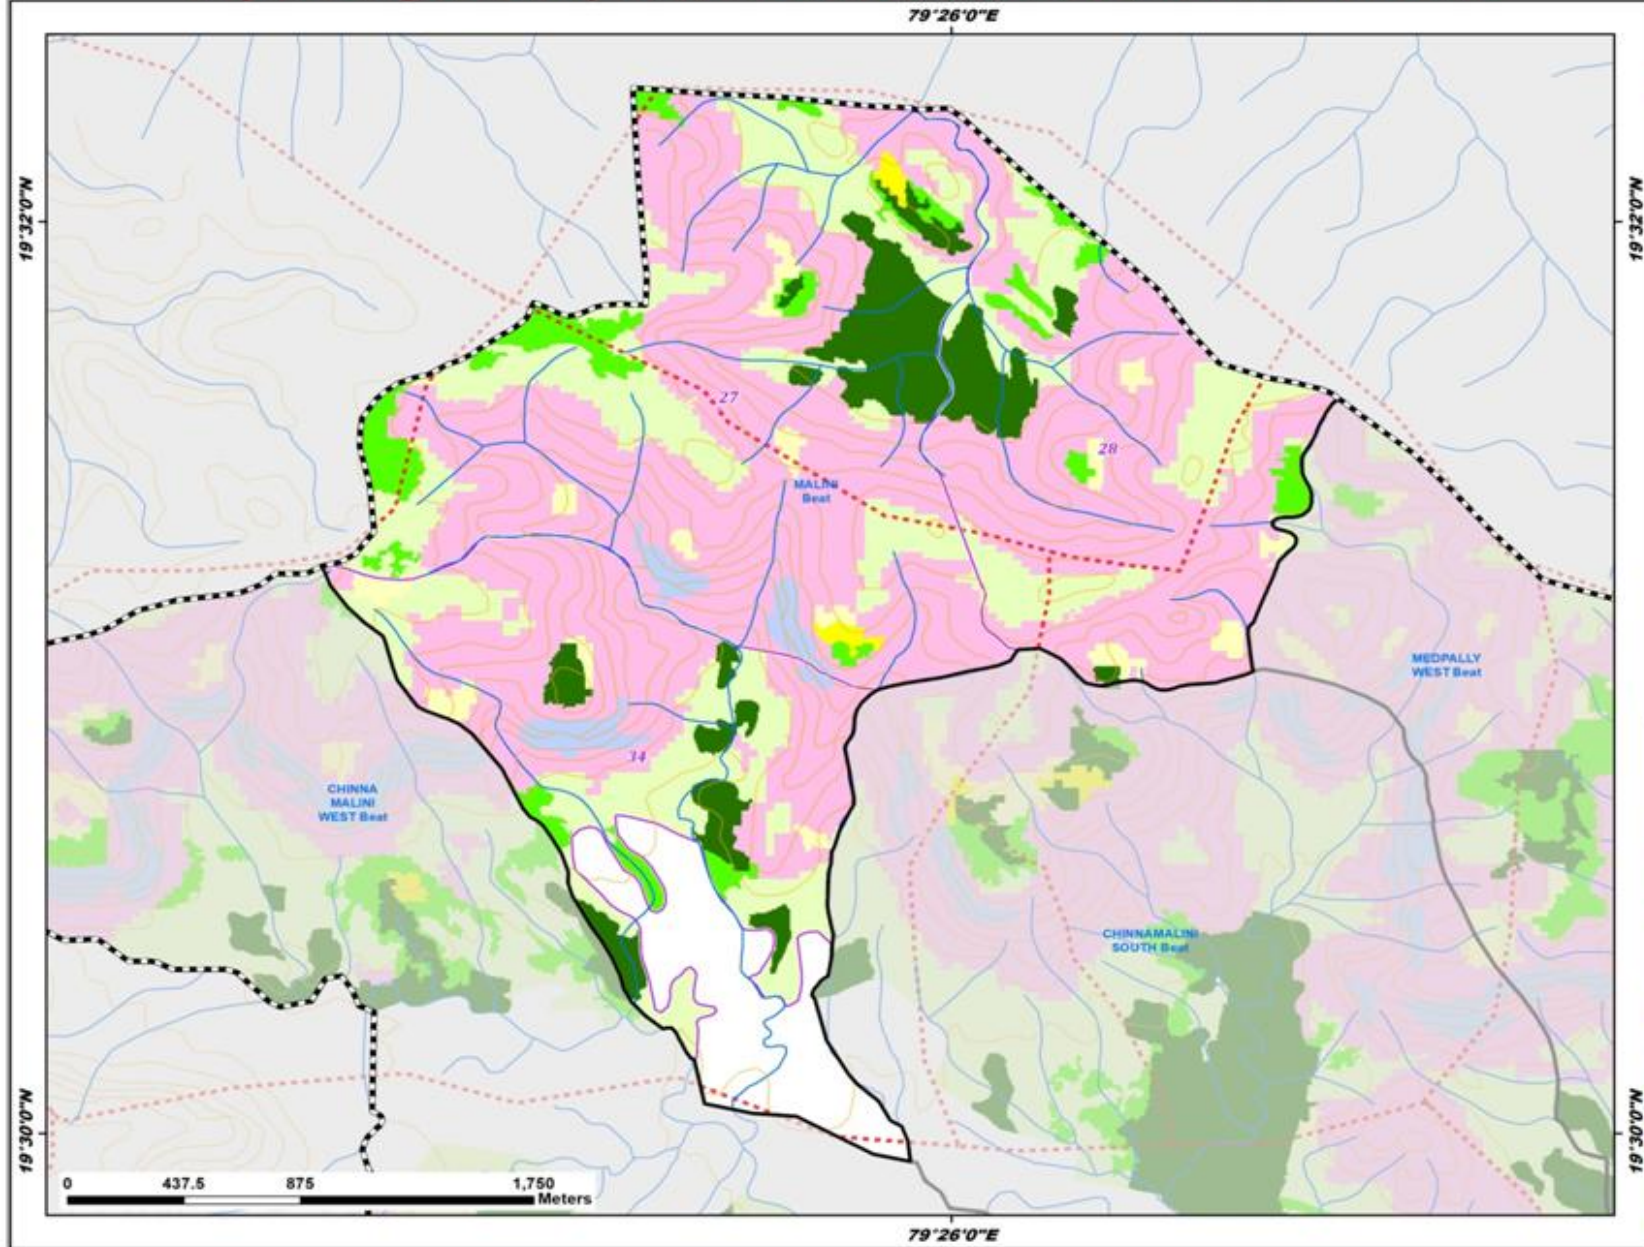 79°26'0"E
19°32'0"N
19°32'0"N
27
28
MALINI
Beat
MEDPALLY
WEST Beat
34
CHINNA
MALINI
WEST Beat
CHINNAMALINI
SOUTH Beat
19°30'0"N
19°30'0"N
0 437.5 875 1,750
Meters
79°26'0"E